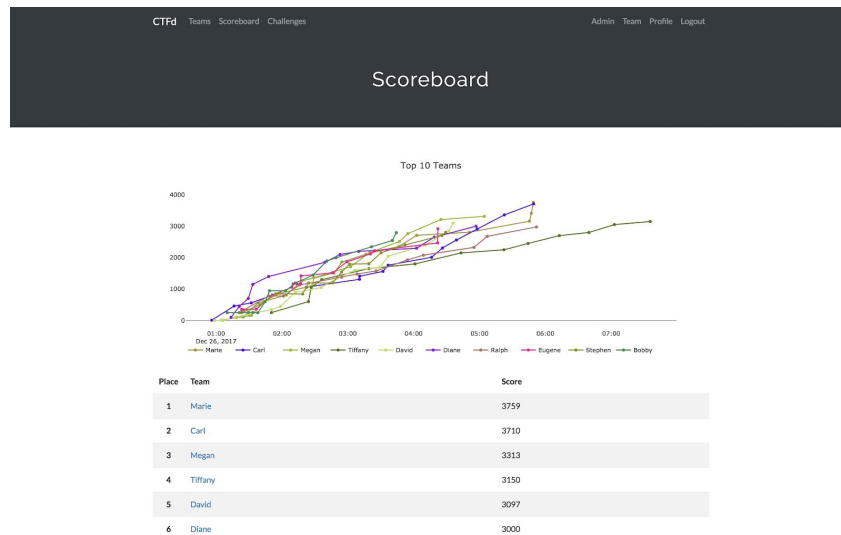 CTFd Teams Scoreboard Challenges Admin Team Profile Logout
Scoreboard
Top 10 Teams
4000
3000
2000
1000
0
01:00 02:00 03:00 04:00 05:00 06:00 07:00
Dec 26, 2017
Marie Carl Megan Tiffany David Diane Ralph Eugene Stephen Bobby
Place Team Score
1 Marie 3759
2 Carl 3710
3 Megan 3313
4 Tiffany 3150
5 David 3097
6 Diane 3000